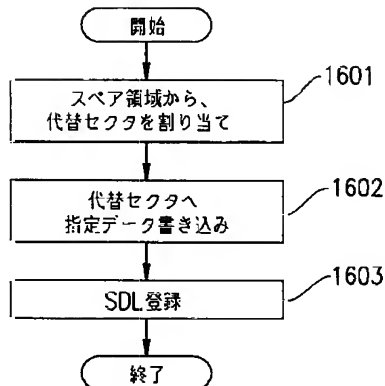 開始
スペア領域から、
代替セクタを割り当て
1601
代替セクタへ
指定データ書き込み
1602
SDL登録
1603
終了